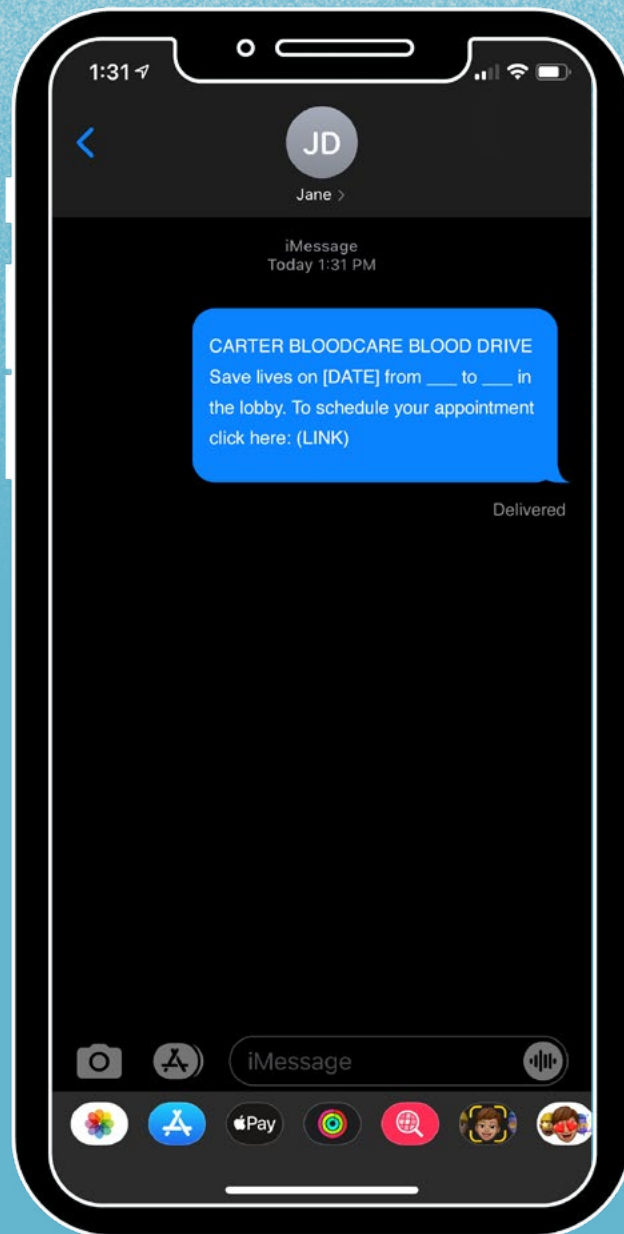 1:31
JD
Jane >
iMessage
Today 1:31 PM
CARTER BLOODCARE BLOOD DRIVE
Save lives on [DATE] from ___ to ___ in
the lobby. To schedule your appointment
click here: (LINK)
Delivered
iMessage
Pay